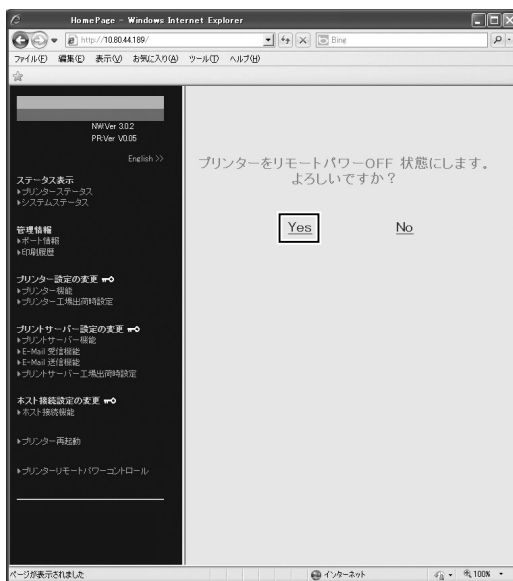 HomePage - Windows Internet Explorer
http://10.80.44.189/
Bing
ファイル(F) 編集(E) 表示(V) お気に入り(A) ツール(T) ヘルプ(H)
NWVer 3.0.2
PR.Ver V0.05
English >>
ステータス表示
プリンターステータス
システムステータス
管理情報
ポート情報
印刷履歴
プリンター設定の変更
プリンター機能
プリンター工場出荷時設定
プリントサーバー設定の変更
プリントサーバー機能
E-Mail 受信機能
E-Mail 送信機能
プリントサーバー工場出荷時設定
ホスト接続設定の変更
ホスト接続機能
プリンター再起動
プリンターリモートパワーコントロール
プリンターをリモートパワーOFF 状態にします。
よろしいですか？
Yes No
ページが表示されました インターネット 100%